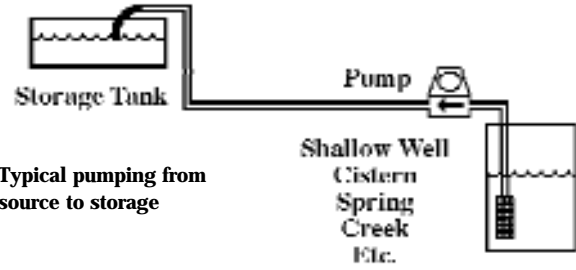 Storage Tank
Pump
Typical pumping from
source to storage
Shallow Well
Cistern
Spring
Creek
Etc.